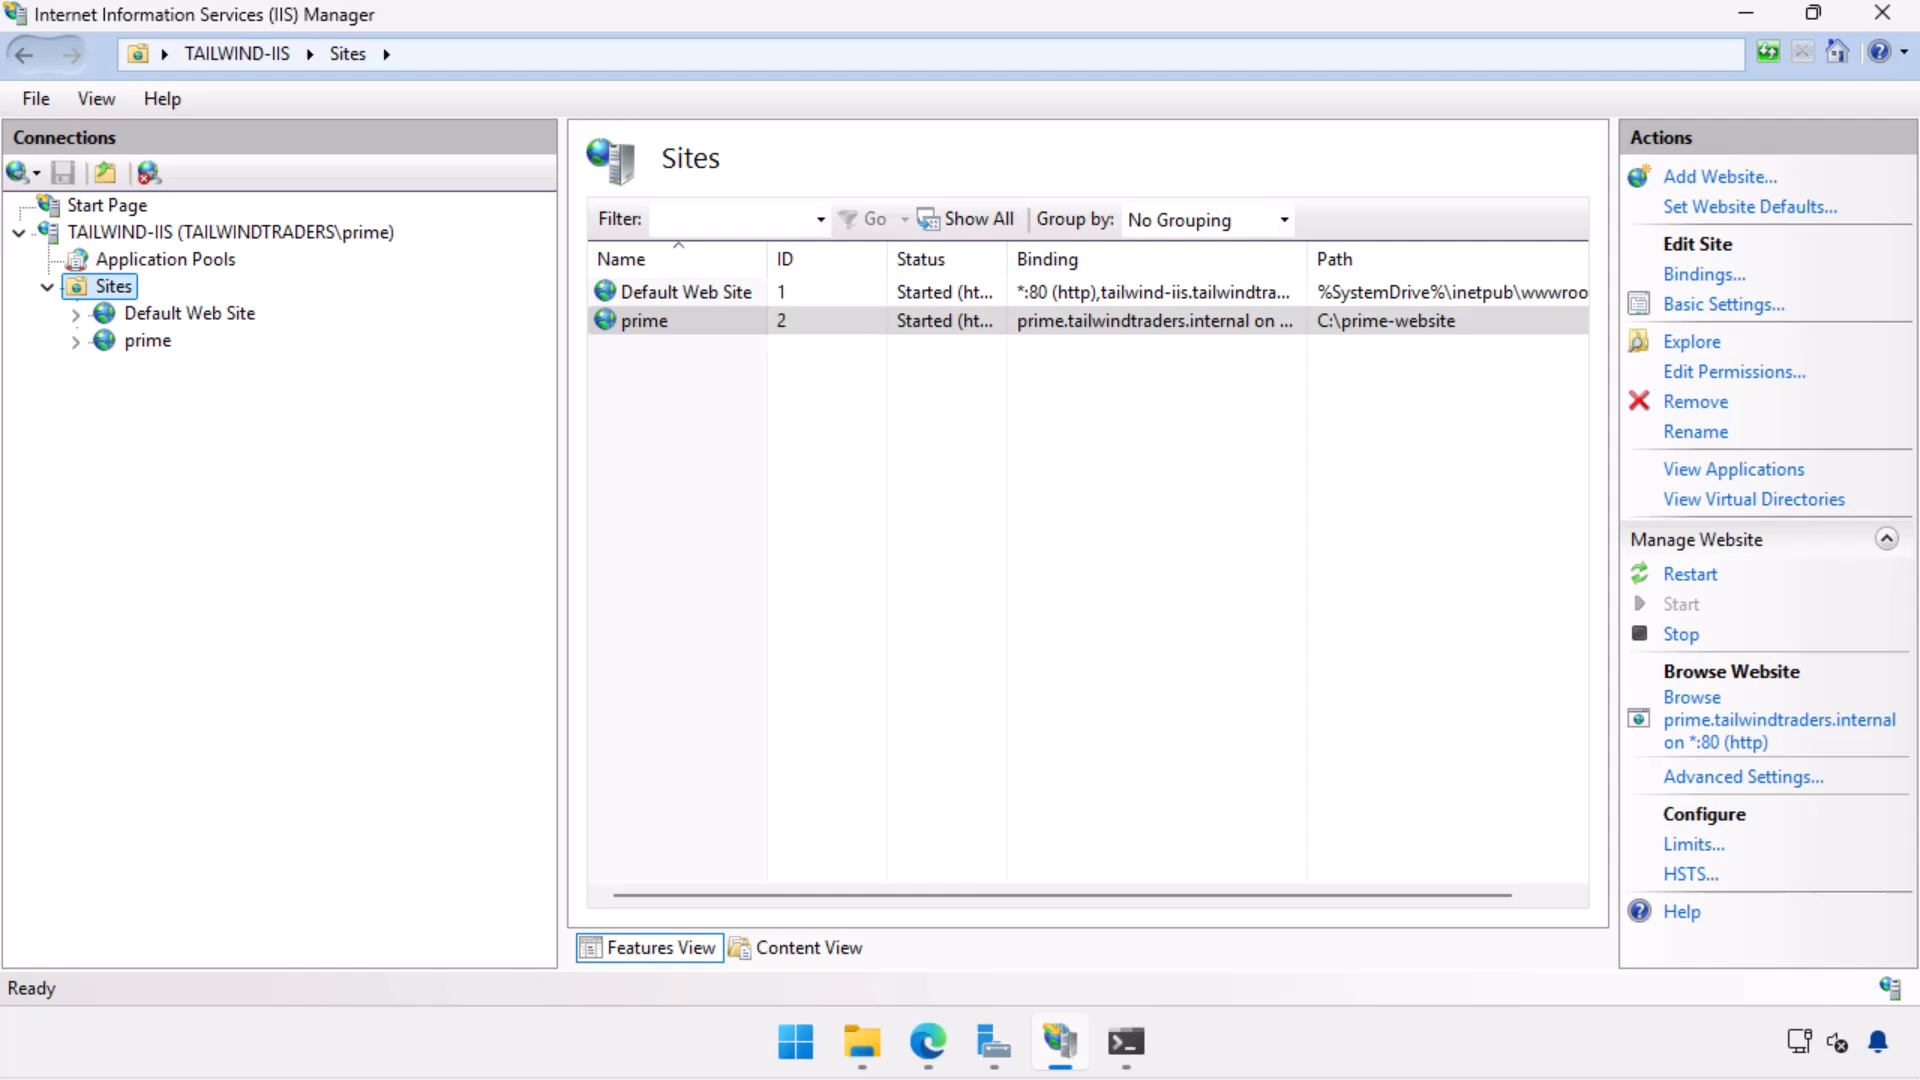 Internet Information Services (IIS) Manager
TAILWIND-IIS Sites
File View Help
Connections
Start Page
TAILWIND-IIS (TAILWINDTRADERS\prime)
Application Pools
Sites
Default Web Site
prime
Sites
Filter: Go Show All Group by: No Grouping
Name ID Status Binding Path
Default Web Site 1 Started (ht... *:80 (http),tailwind-iis.tailwindtra... %SystemDrive%\inetpub\wwwroo
prime 2 Started (ht... prime.tailwindtraders.internal on ... C:\prime-website
Features View Content View
Actions
Add Website...
Set Website Defaults...
Edit Site
Bindings...
Basic Settings...
Explore
Edit Permissions...
Remove
Rename
View Applications
View Virtual Directories
Manage Website
Restart
Start
Stop
Browse Website
Browse
prime.tailwindtraders.internal
on *:80 (http)
Advanced Settings...
Configure
Limits...
HSTS...
Help
Ready